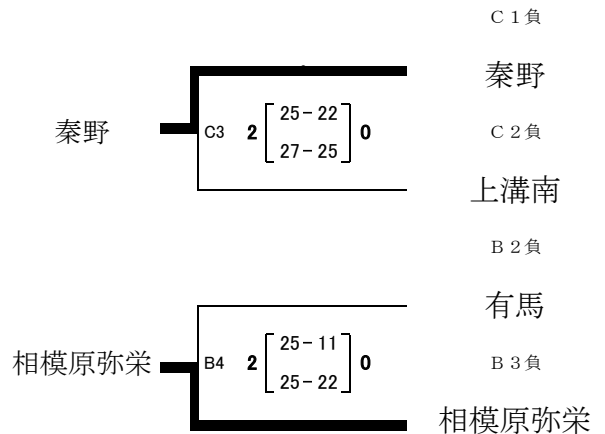 C1負
秦野
25-22
秦野 C3 2 0 C2負
27-25
上溝南
B2負
有馬
25-11
相模原弥栄 B4 2 0 B3負
25-22
相模原弥栄